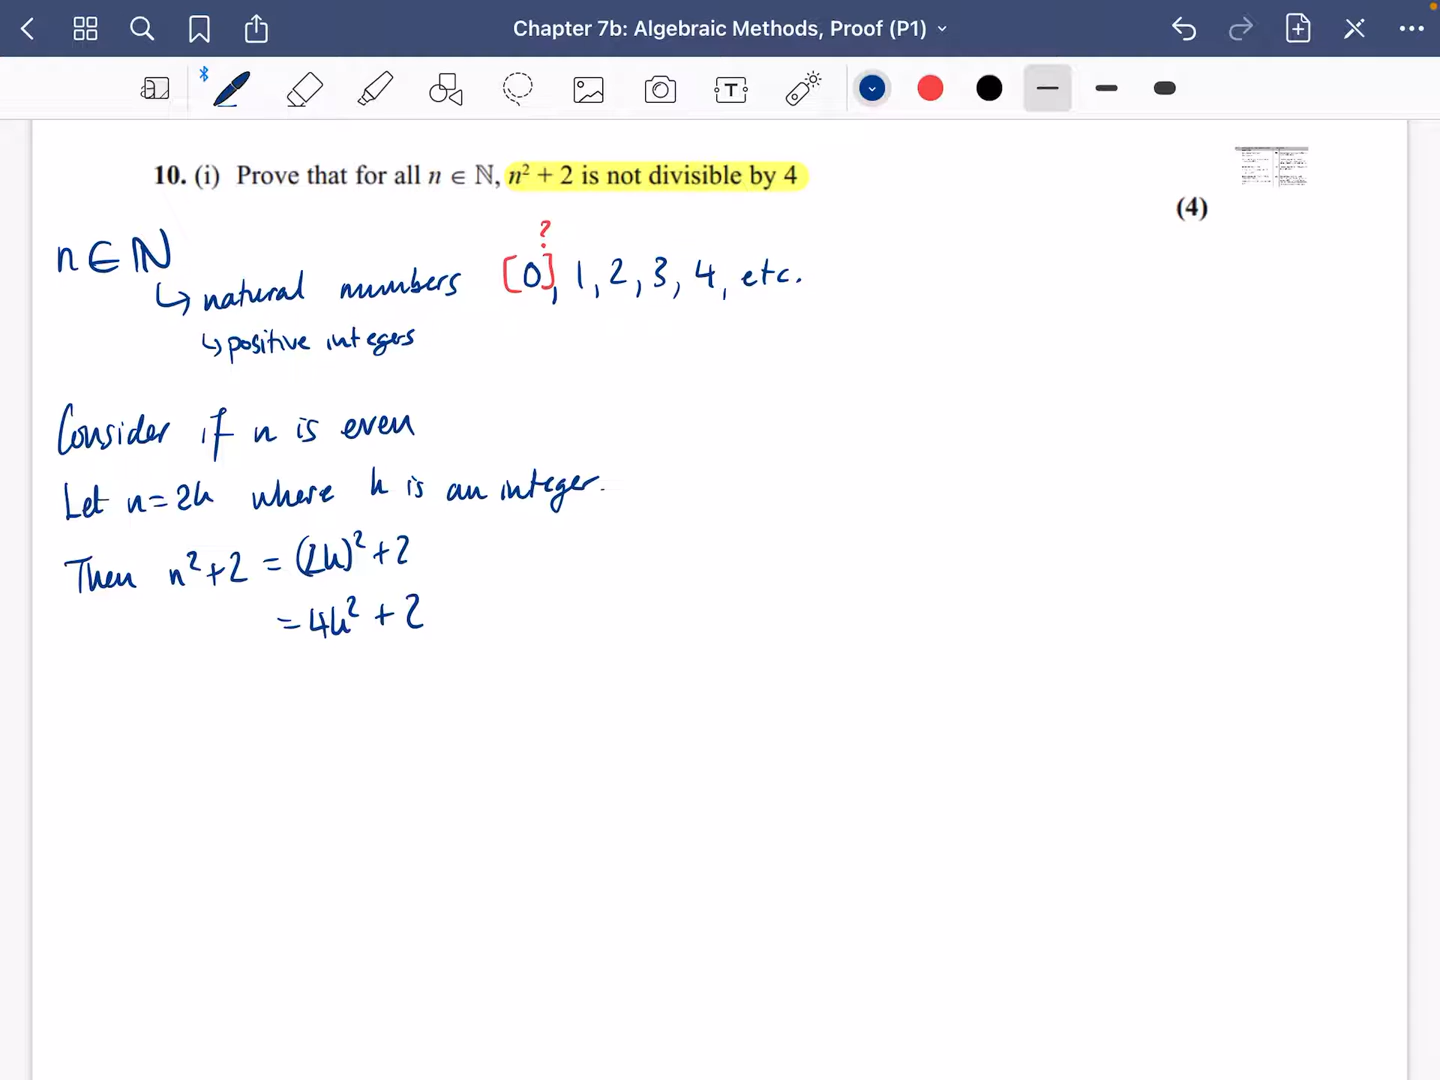 Chapter 7b: Algebraic Methods, Proof (P1)
10. (i) Prove that for all n ∈ ℕ, n² + 2 is not divisible by 4
(4)
n ∈ ℕ
?
↳ natural numbers [0], 1, 2, 3, 4, etc.
↳ positive integers
Consider if n is even
Let n = 2k where k is an integer.
Then n² + 2 = (2k)² + 2
= 4k² + 2